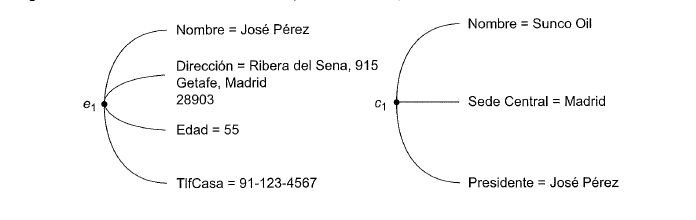 Nombre = José Pérez
Dirección = Ribera del Sena, 915
Getafe, Madrid
28903
e1
Edad = 55
TlfCasa = 91-123-4567
Nombre = Sunco Oil
c1
Sede Central = Madrid
Presidente = José Pérez